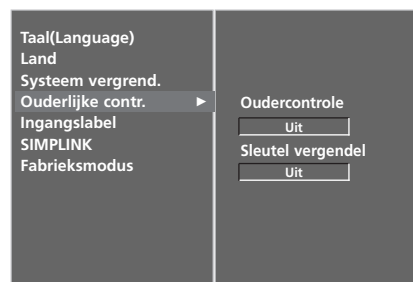 Taal(Language)
Land
Systeem vergrend.
Ouderlijke contr. ►
Ingangslabel
SIMPLINK
Fabrieksmodus
Oudercontrole
Uit
Sleutel vergendel
Uit